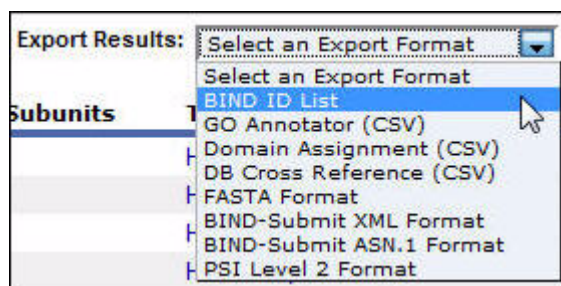 Export Results: Select an Export Format
Select an Export Format
Subunits
BIND ID List
GO Annotator (CSV)
Domain Assignment (CSV)
DB Cross Reference (CSV)
FASTA Format
BIND-Submit XML Format
BIND-Submit ASN.1 Format
PSI Level 2 Format